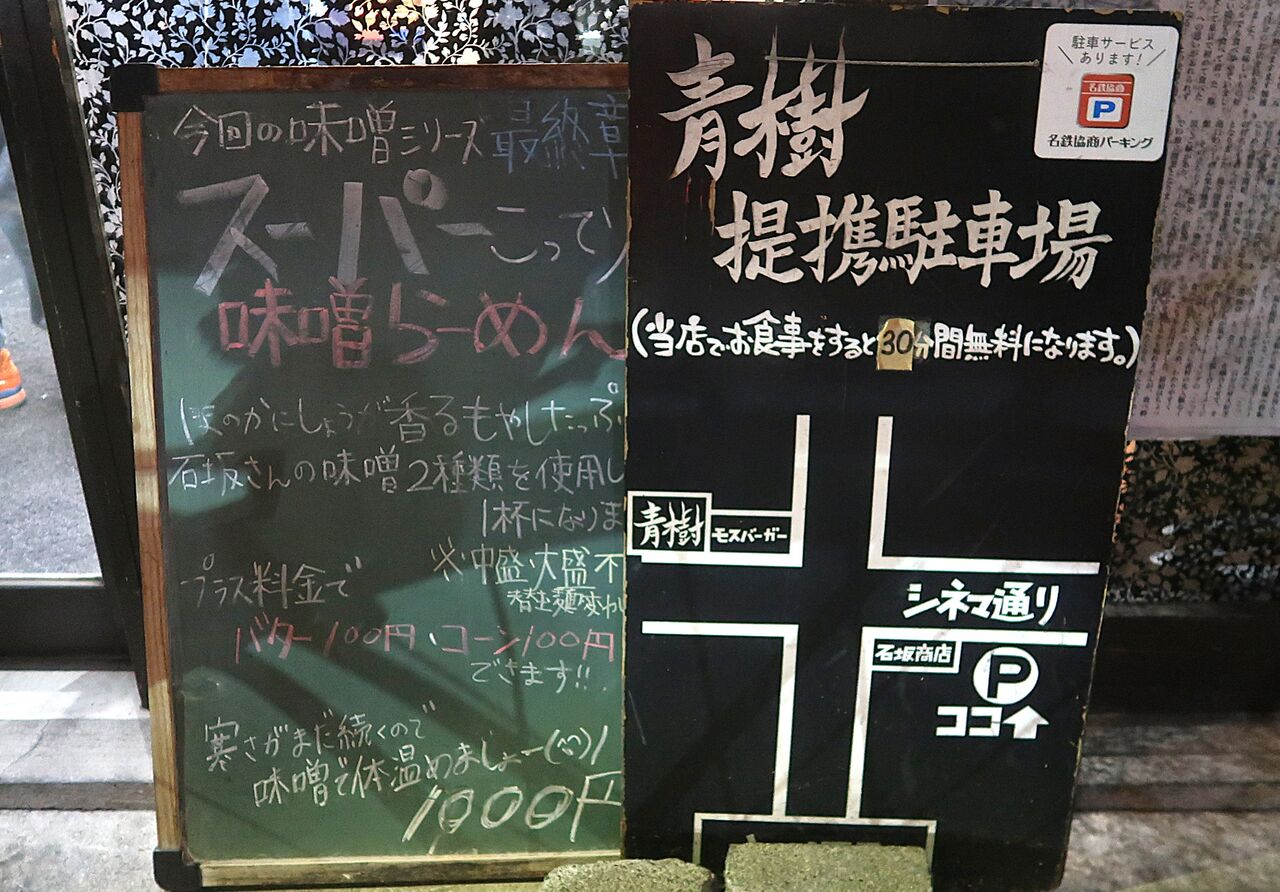 今回の味噌シリーズ 最終章
スーパーこってり
味噌らーめん
ほのかにしょうが香るもやしたっぷ
石坂さんの味噌2種類を使用し
1杯になりま
※中盛・大盛不
替玉麺変わ
プラス料金で
バター100円・コーン100円
できます!!
寒さがまだ続くので
味噌で体温めましょー(^^)/
1000円
青樹
提携駐車場
(当店でお食事をすると30分間無料になります。)
駐車サービス
あります!
名鉄協商
P
名鉄協商パーキング
青樹
モスバーガー
シネマ通り
石坂商店
P
ココ⇧